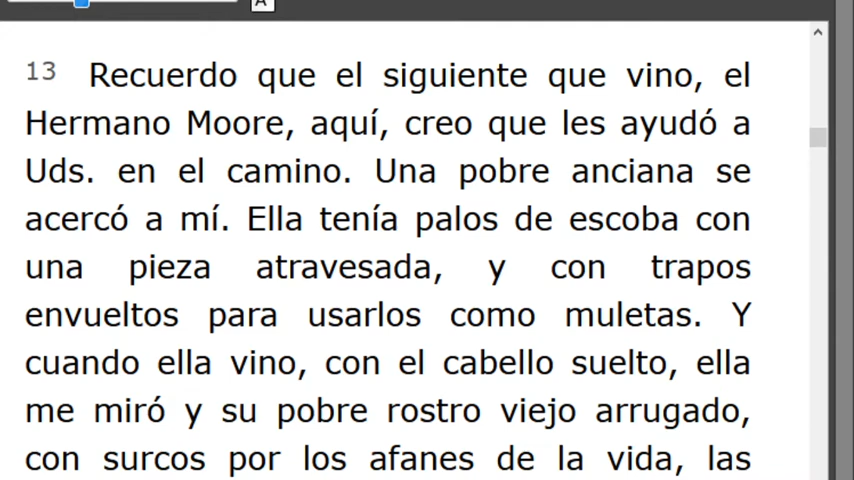 A
13 Recuerdo que el siguiente que vino, el
Hermano Moore, aquí, creo que les ayudó a
Uds. en el camino. Una pobre anciana se
acercó a mí. Ella tenía palos de escoba con
una pieza atravesada, y con trapos
envueltos para usarlos como muletas. Y
cuando ella vino, con el cabello suelto, ella
me miró y su pobre rostro viejo arrugado,
con surcos por los afanes de la vida, las